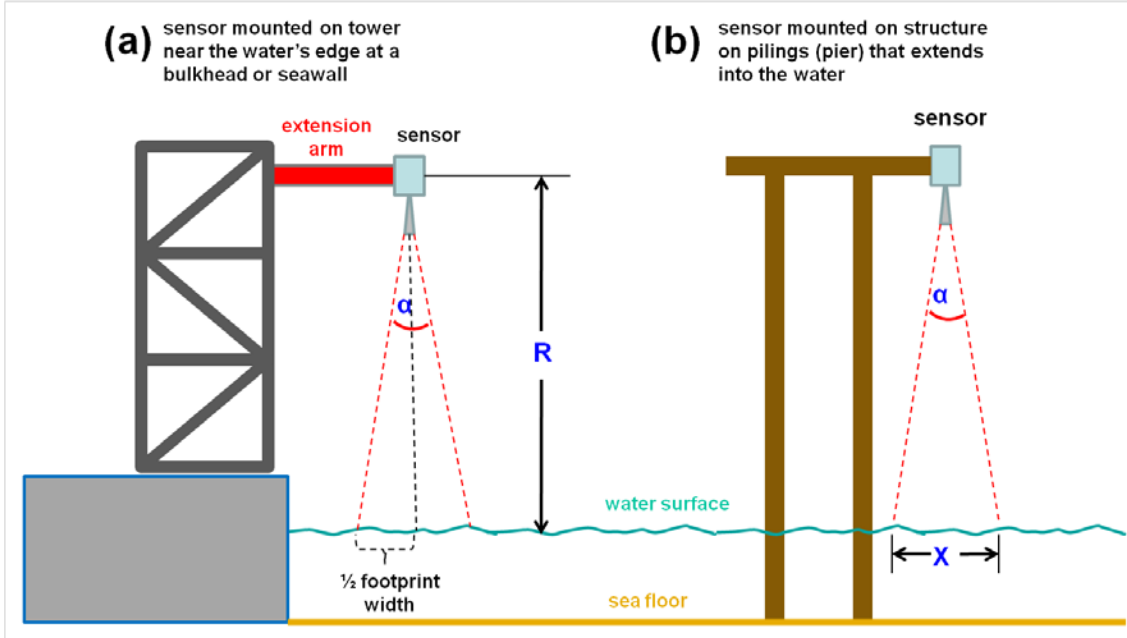 (a)
sensor mounted on tower
near the water's edge at a
bulkhead or seawall
(b)
sensor mounted on structure
on pilings (pier) that extends
into the water
extension
arm
sensor
sensor
α
α
R
water surface
X
½ footprint
width
sea floor